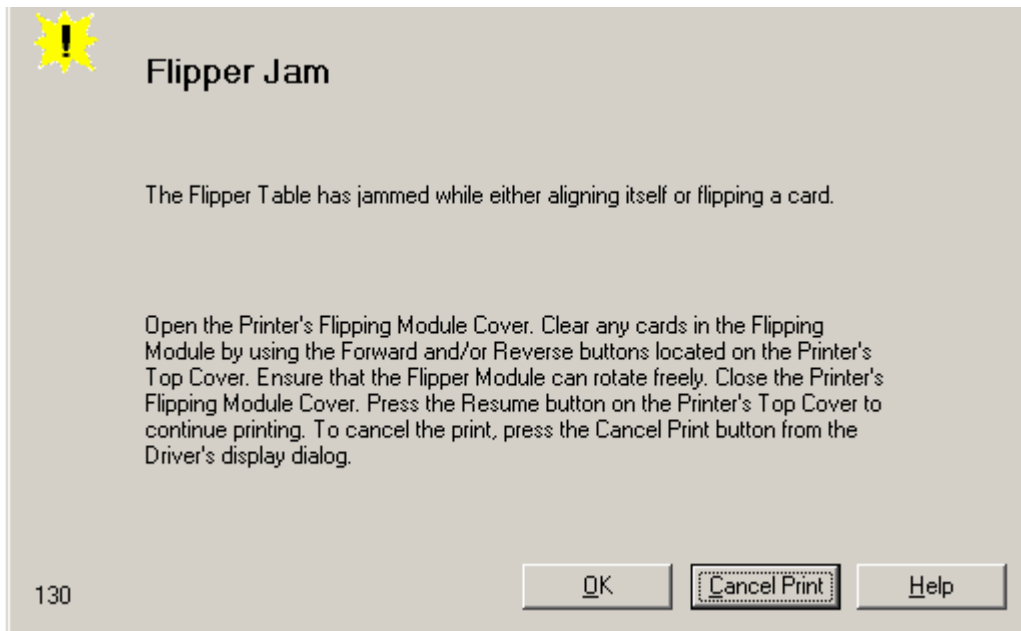 !
Flipper Jam
The Flipper Table has jammed while either aligning itself or flipping a card.
Open the Printer's Flipping Module Cover. Clear any cards in the Flipping
Module by using the Forward and/or Reverse buttons located on the Printer's
Top Cover. Ensure that the Flipper Module can rotate freely. Close the Printer's
Flipping Module Cover. Press the Resume button on the Printer's Top Cover to
continue printing. To cancel the print, press the Cancel Print button from the
Driver's display dialog.
130
OK
Cancel Print
Help